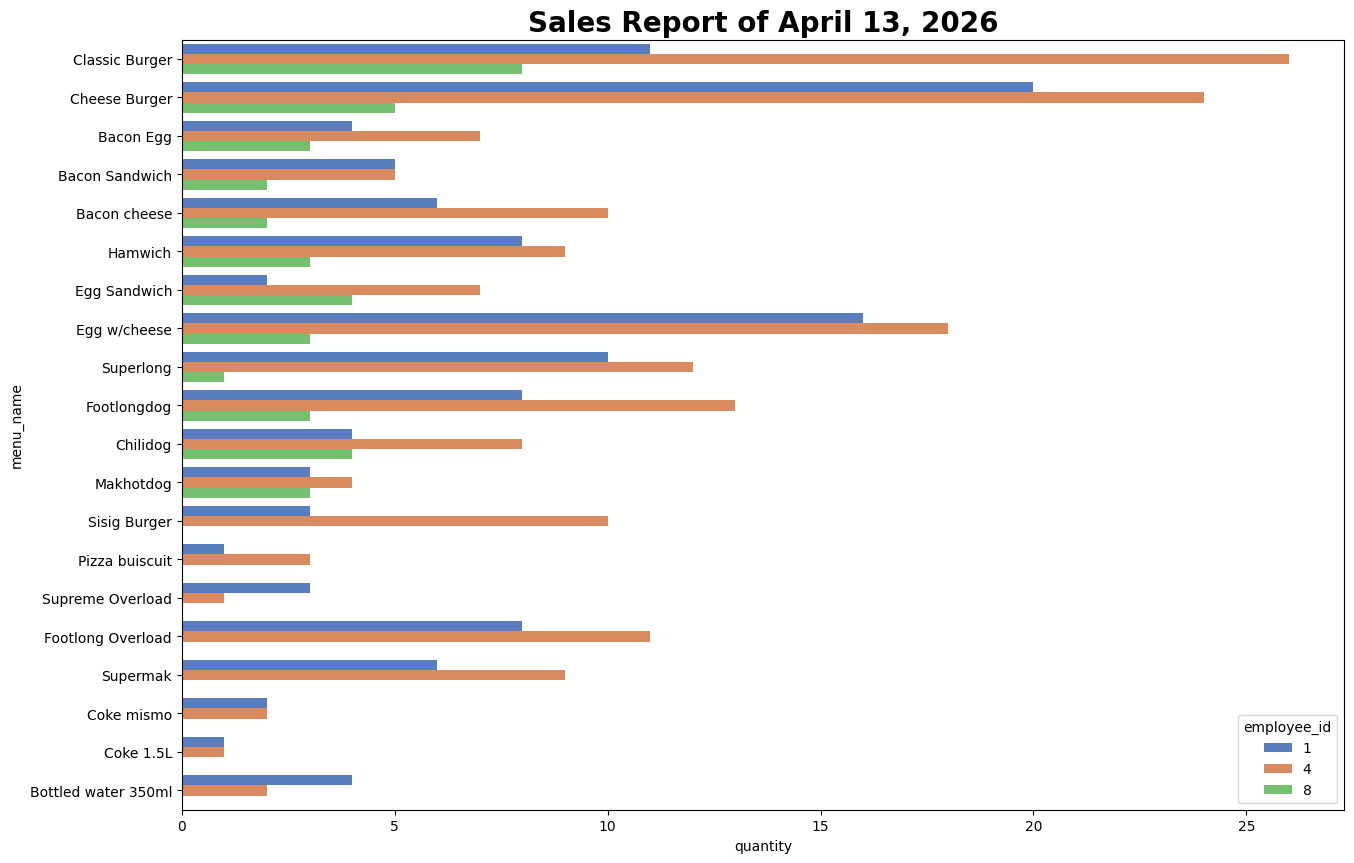 Sales Report of April 13, 2026
Classic Burger
Cheese Burger
Bacon Egg
Bacon Sandwich
Bacon cheese
Hamwich
Egg Sandwich
Egg w/cheese
Superlong
Footlongdog
Chilidog
Makhotdog
Sisig Burger
Pizza buiscuit
Supreme Overload
Footlong Overload
Supermak
Coke mismo
Coke 1.5L
Bottled water 350ml
menu_name
0 5 10 15 20 25
quantity
employee_id
1
4
8